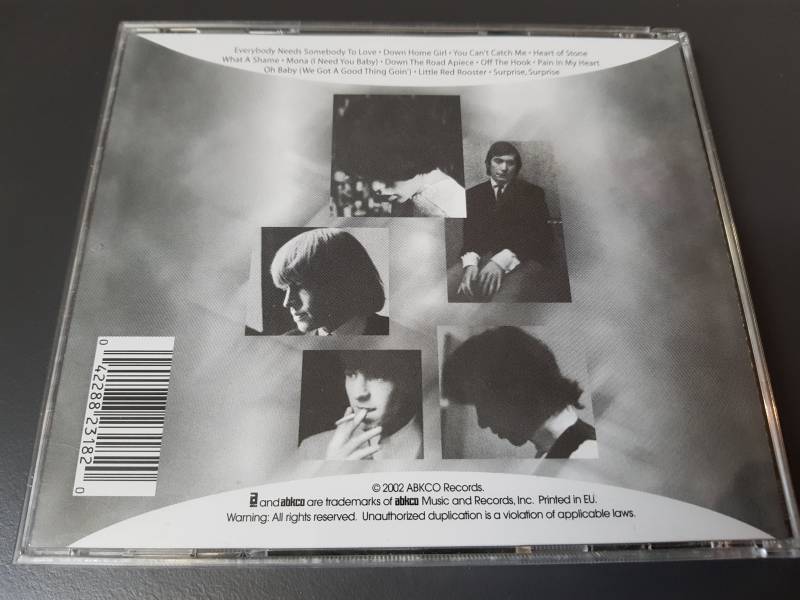 Everybody Needs Somebody To Love • Down Home Girl • You Can't Catch Me • Heart of Stone
What A Shame • Mona (I Need You Baby) • Down The Road Apiece • Off The Hook • Pain In My Heart
Oh Baby (We Got A Good Thing Goin') • Little Red Rooster • Surprise, Surprise
0 42288 23182 0
© 2002 ABKCO Records.
a and abkco are trademarks of abkco Music and Records, Inc. Printed in EU.
Warning: All rights reserved. Unauthorized duplication is a violation of applicable laws.